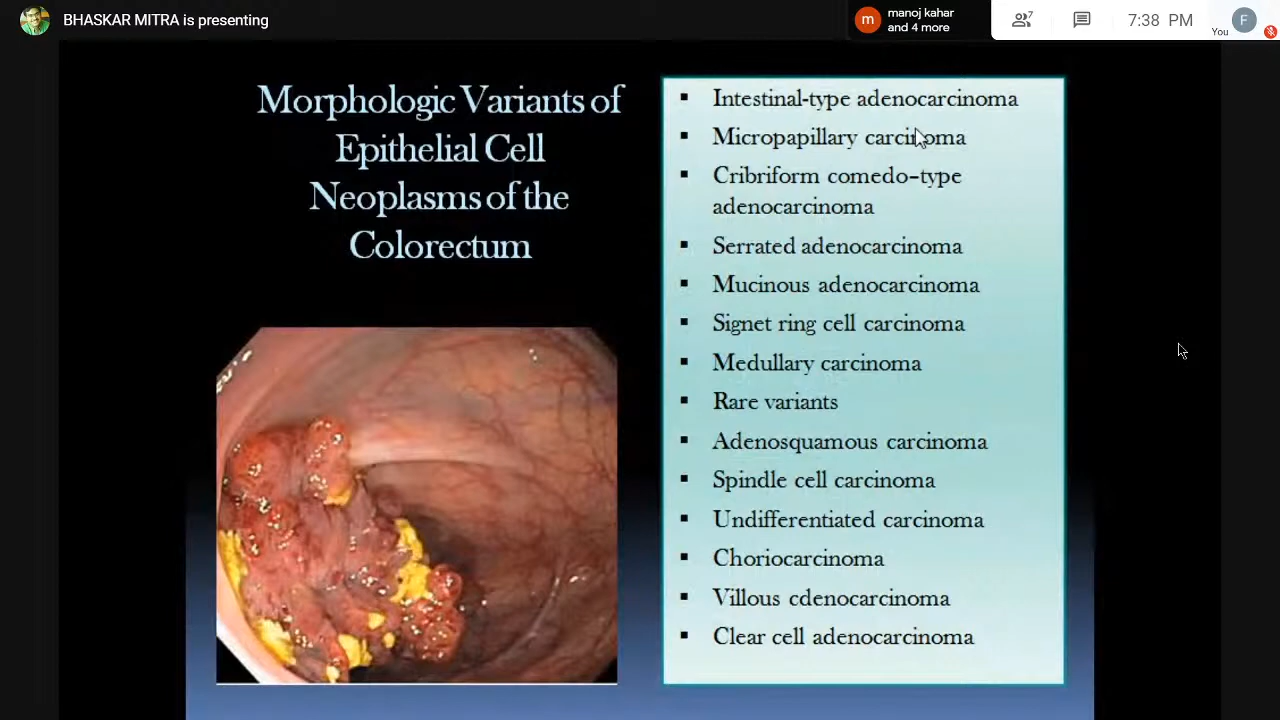 BHASKAR MITRA is presenting
m
manoj kahar
and 4 more
7
7:38 PM
You
F
Morphologic Variants of
Epithelial Cell
Neoplasms of the
Colorectum
▪ Intestinal-type adenocarcinoma
▪ Micropapillary carcinoma
▪ Cribriform comedo–type
adenocarcinoma
▪ Serrated adenocarcinoma
▪ Mucinous adenocarcinoma
▪ Signet ring cell carcinoma
▪ Medullary carcinoma
▪ Rare variants
▪ Adenosquamous carcinoma
▪ Spindle cell carcinoma
▪ Undifferentiated carcinoma
▪ Choriocarcinoma
▪ Villous cdenocarcinoma
▪ Clear cell adenocarcinoma